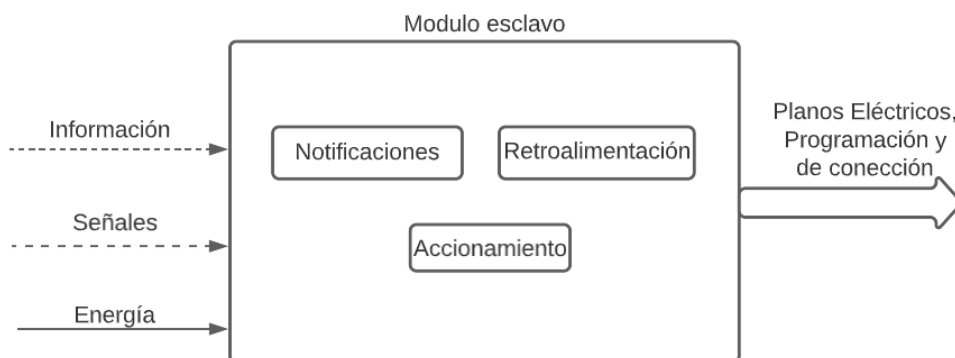 Modulo esclavo
Información
Notificaciones
Retroalimentación
Planos Eléctricos,
Programación y
de conección
Señales
Accionamiento
Energía